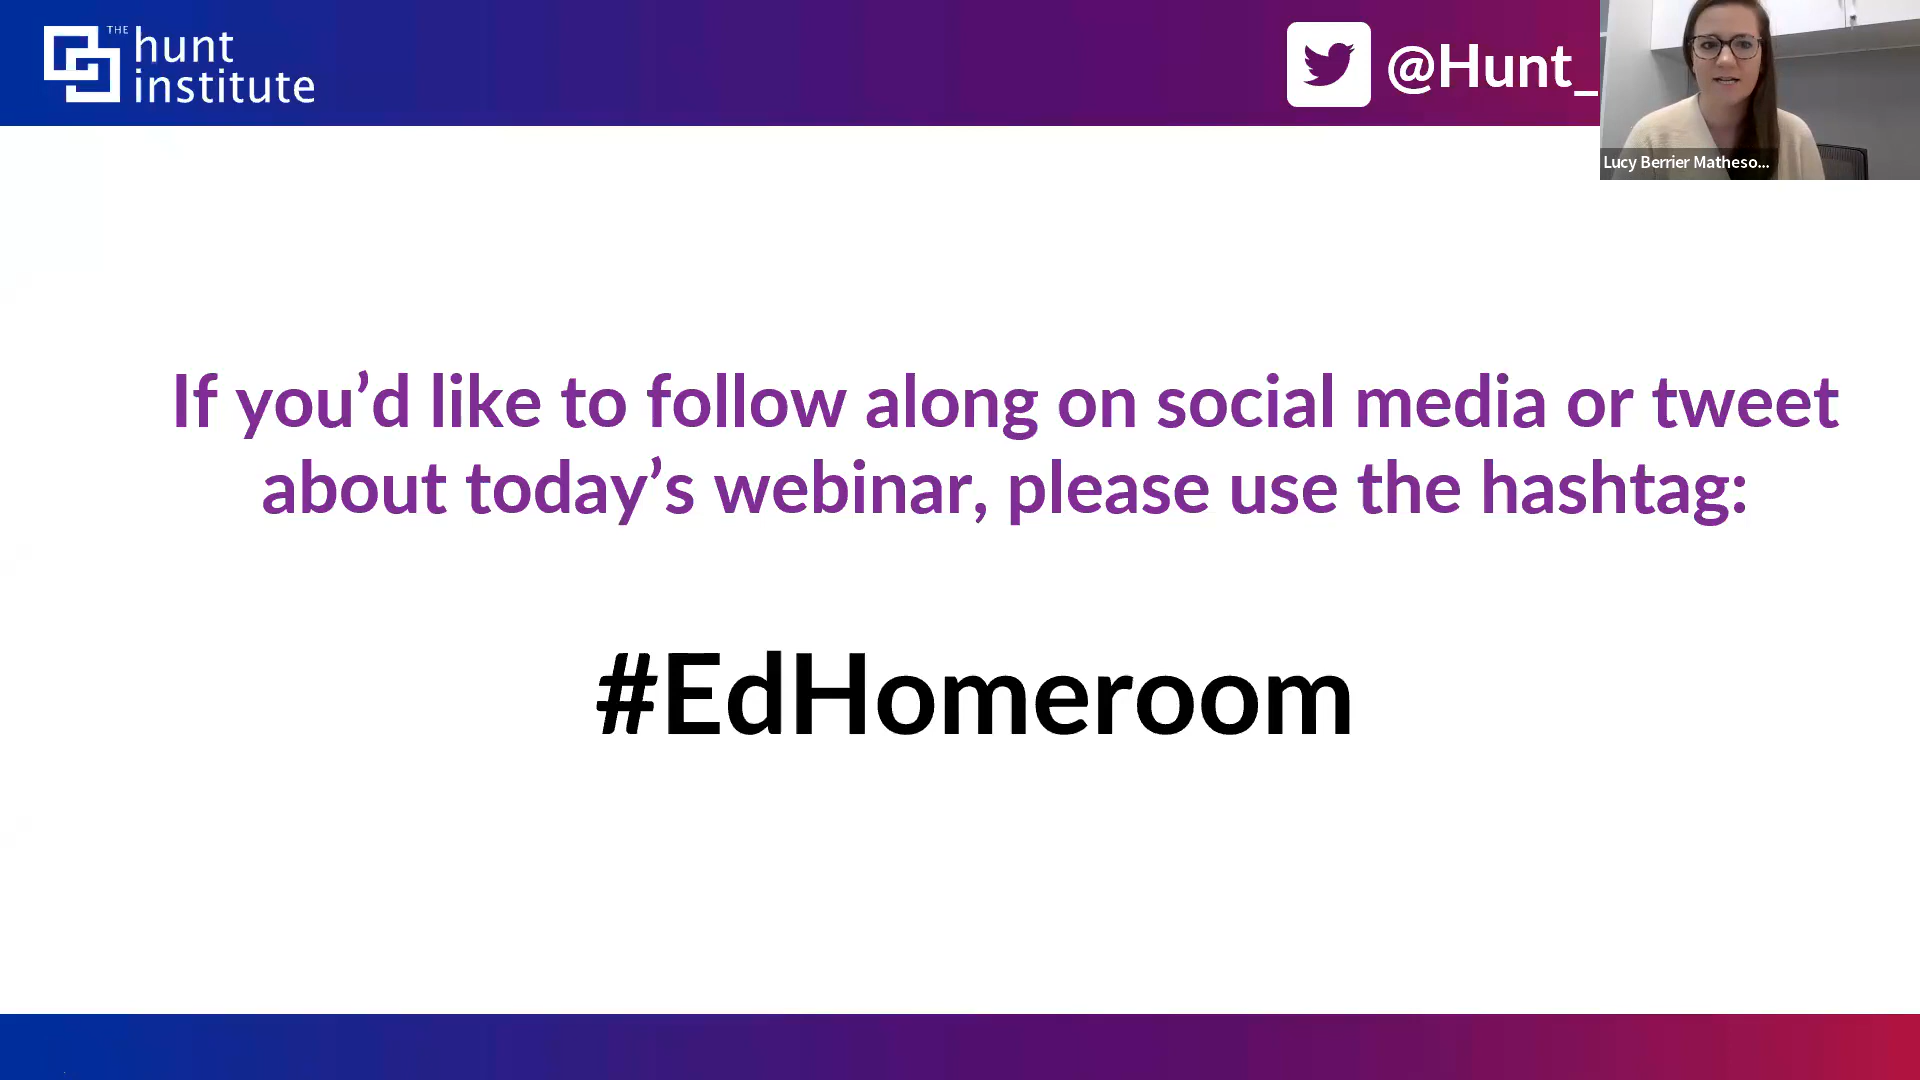 THE
hunt
institute
@Hunt_
Lucy Berrier Matheso...
If you’d like to follow along on social media or tweet
about today’s webinar, please use the hashtag:
#EdHomeroom